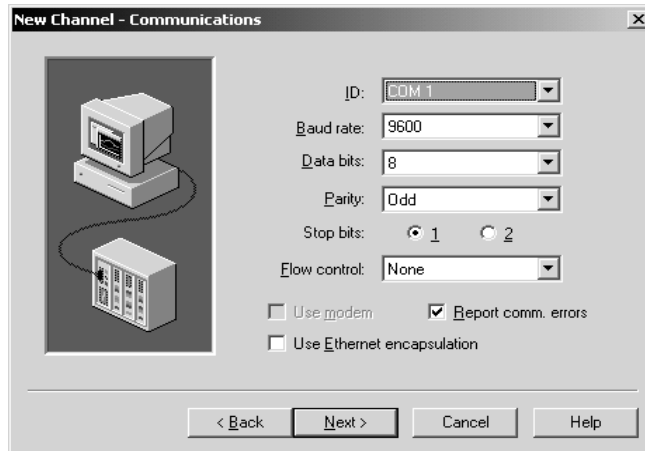 New Channel - Communications
ID: COM 1
Baud rate: 9600
Data bits: 8
Parity: Odd
Stop bits: 1 2
Flow control: None
Use modem Report comm. errors
Use Ethernet encapsulation
< Back Next > Cancel Help